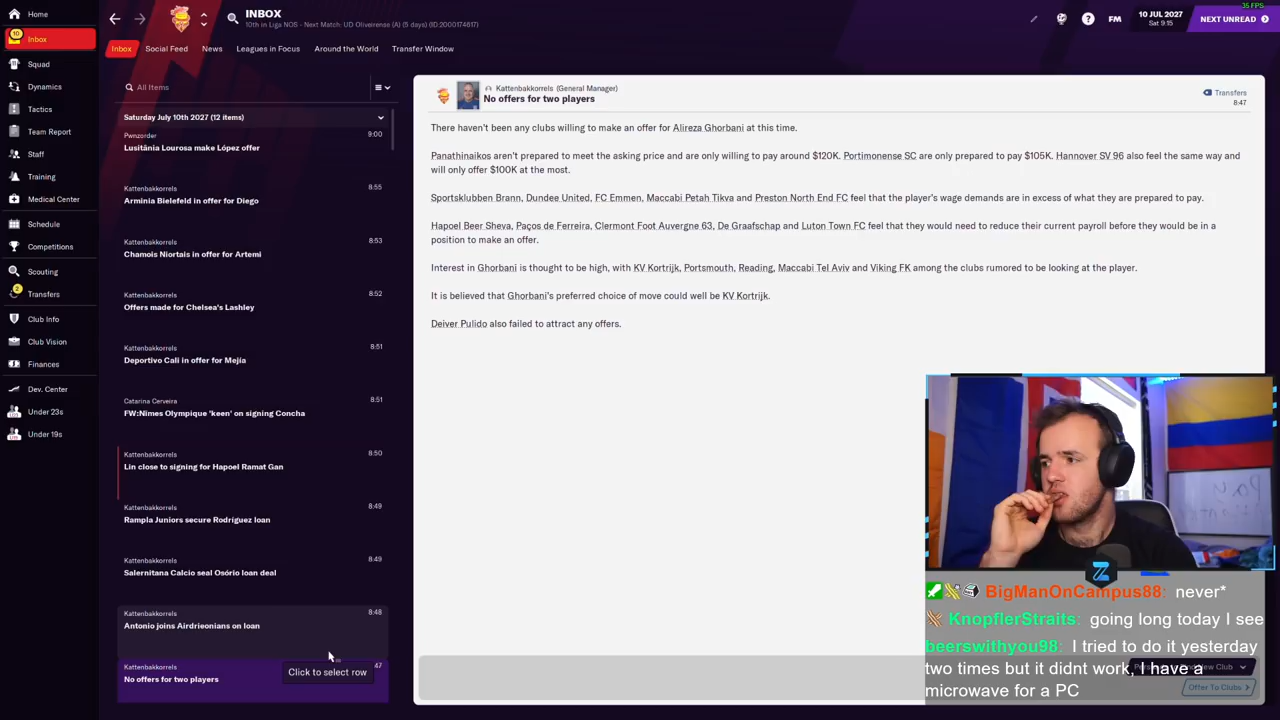 Home
10
Inbox
Squad
Dynamics
Tactics
Team Report
Staff
Training
Medical Center
Schedule
Competitions
Scouting
2
Transfers
Club Info
Club Vision
Finances
Dev. Center
Under 23s
Under 19s
INBOX
10th in Liga NOS - Next Match: UD Oliveirense (A) (5 days) (ID:2000174617)
35 FPS
FM
10 JUL 2027
Sat 9:15
NEXT UNREAD
Inbox
Social Feed
News
Leagues in Focus
Around the World
Transfer Window
All Items
Saturday July 10th 2027 (12 items)
Pwnzorder
9:00
Lusitânia Lourosa make López offer
Kattenbakkorrels
8:55
Arminia Bielefeld in offer for Diego
Kattenbakkorrels
8:53
Chamois Niortais in offer for Artemi
Kattenbakkorrels
8:52
Offers made for Chelsea's Lashley
Kattenbakkorrels
8:51
Deportivo Cali in offer for Mejía
Catarina Cerveira
8:51
FW:Nîmes Olympique 'keen' on signing Concha
Kattenbakkorrels
8:50
Lin close to signing for Hapoel Ramat Gan
Kattenbakkorrels
8:49
Rampla Juniors secure Rodríguez loan
Kattenbakkorrels
8:49
Salernitana Calcio seal Osório loan deal
Kattenbakkorrels
8:48
Antonio joins Airdrieonians on loan
Kattenbakkorrels
47
No offers for two players
Click to select row
Kattenbakkorrels (General Manager)
No offers for two players
Transfers
8:47
There haven't been any clubs willing to make an offer for Alireza Ghorbani at this time.
Panathinaikos aren't prepared to meet the asking price and are only willing to pay around $120K. Portimonense SC are only prepared to pay $105K. Hannover SV 96 also feel the same way and
will only offer $100K at the most.
Sportsklubben Brann, Dundee United, FC Emmen, Maccabi Petah Tikva and Preston North End FC feel that the player's wage demands are in excess of what they are prepared to pay.
Hapoel Beer Sheva, Paços de Ferreira, Clermont Foot Auvergne 63, De Graafschap and Luton Town FC feel that they would need to reduce their current payroll before they would be in a
position to make an offer.
Interest in Ghorbani is thought to be high, with KV Kortrijk, Portsmouth, Reading, Maccabi Tel Aviv and Viking FK among the clubs rumored to be looking at the player.
It is believed that Ghorbani's preferred choice of move could well be KV Kortrijk.
Deiver Pulido also failed to attract any offers.
BigManOnCampus88: never*
KnopflerStraits: going long today I see
beerswithyou98: I tried to do it yesterday
two times but it didnt work, I have a
microwave for a PC
New Club
Offer To Clubs